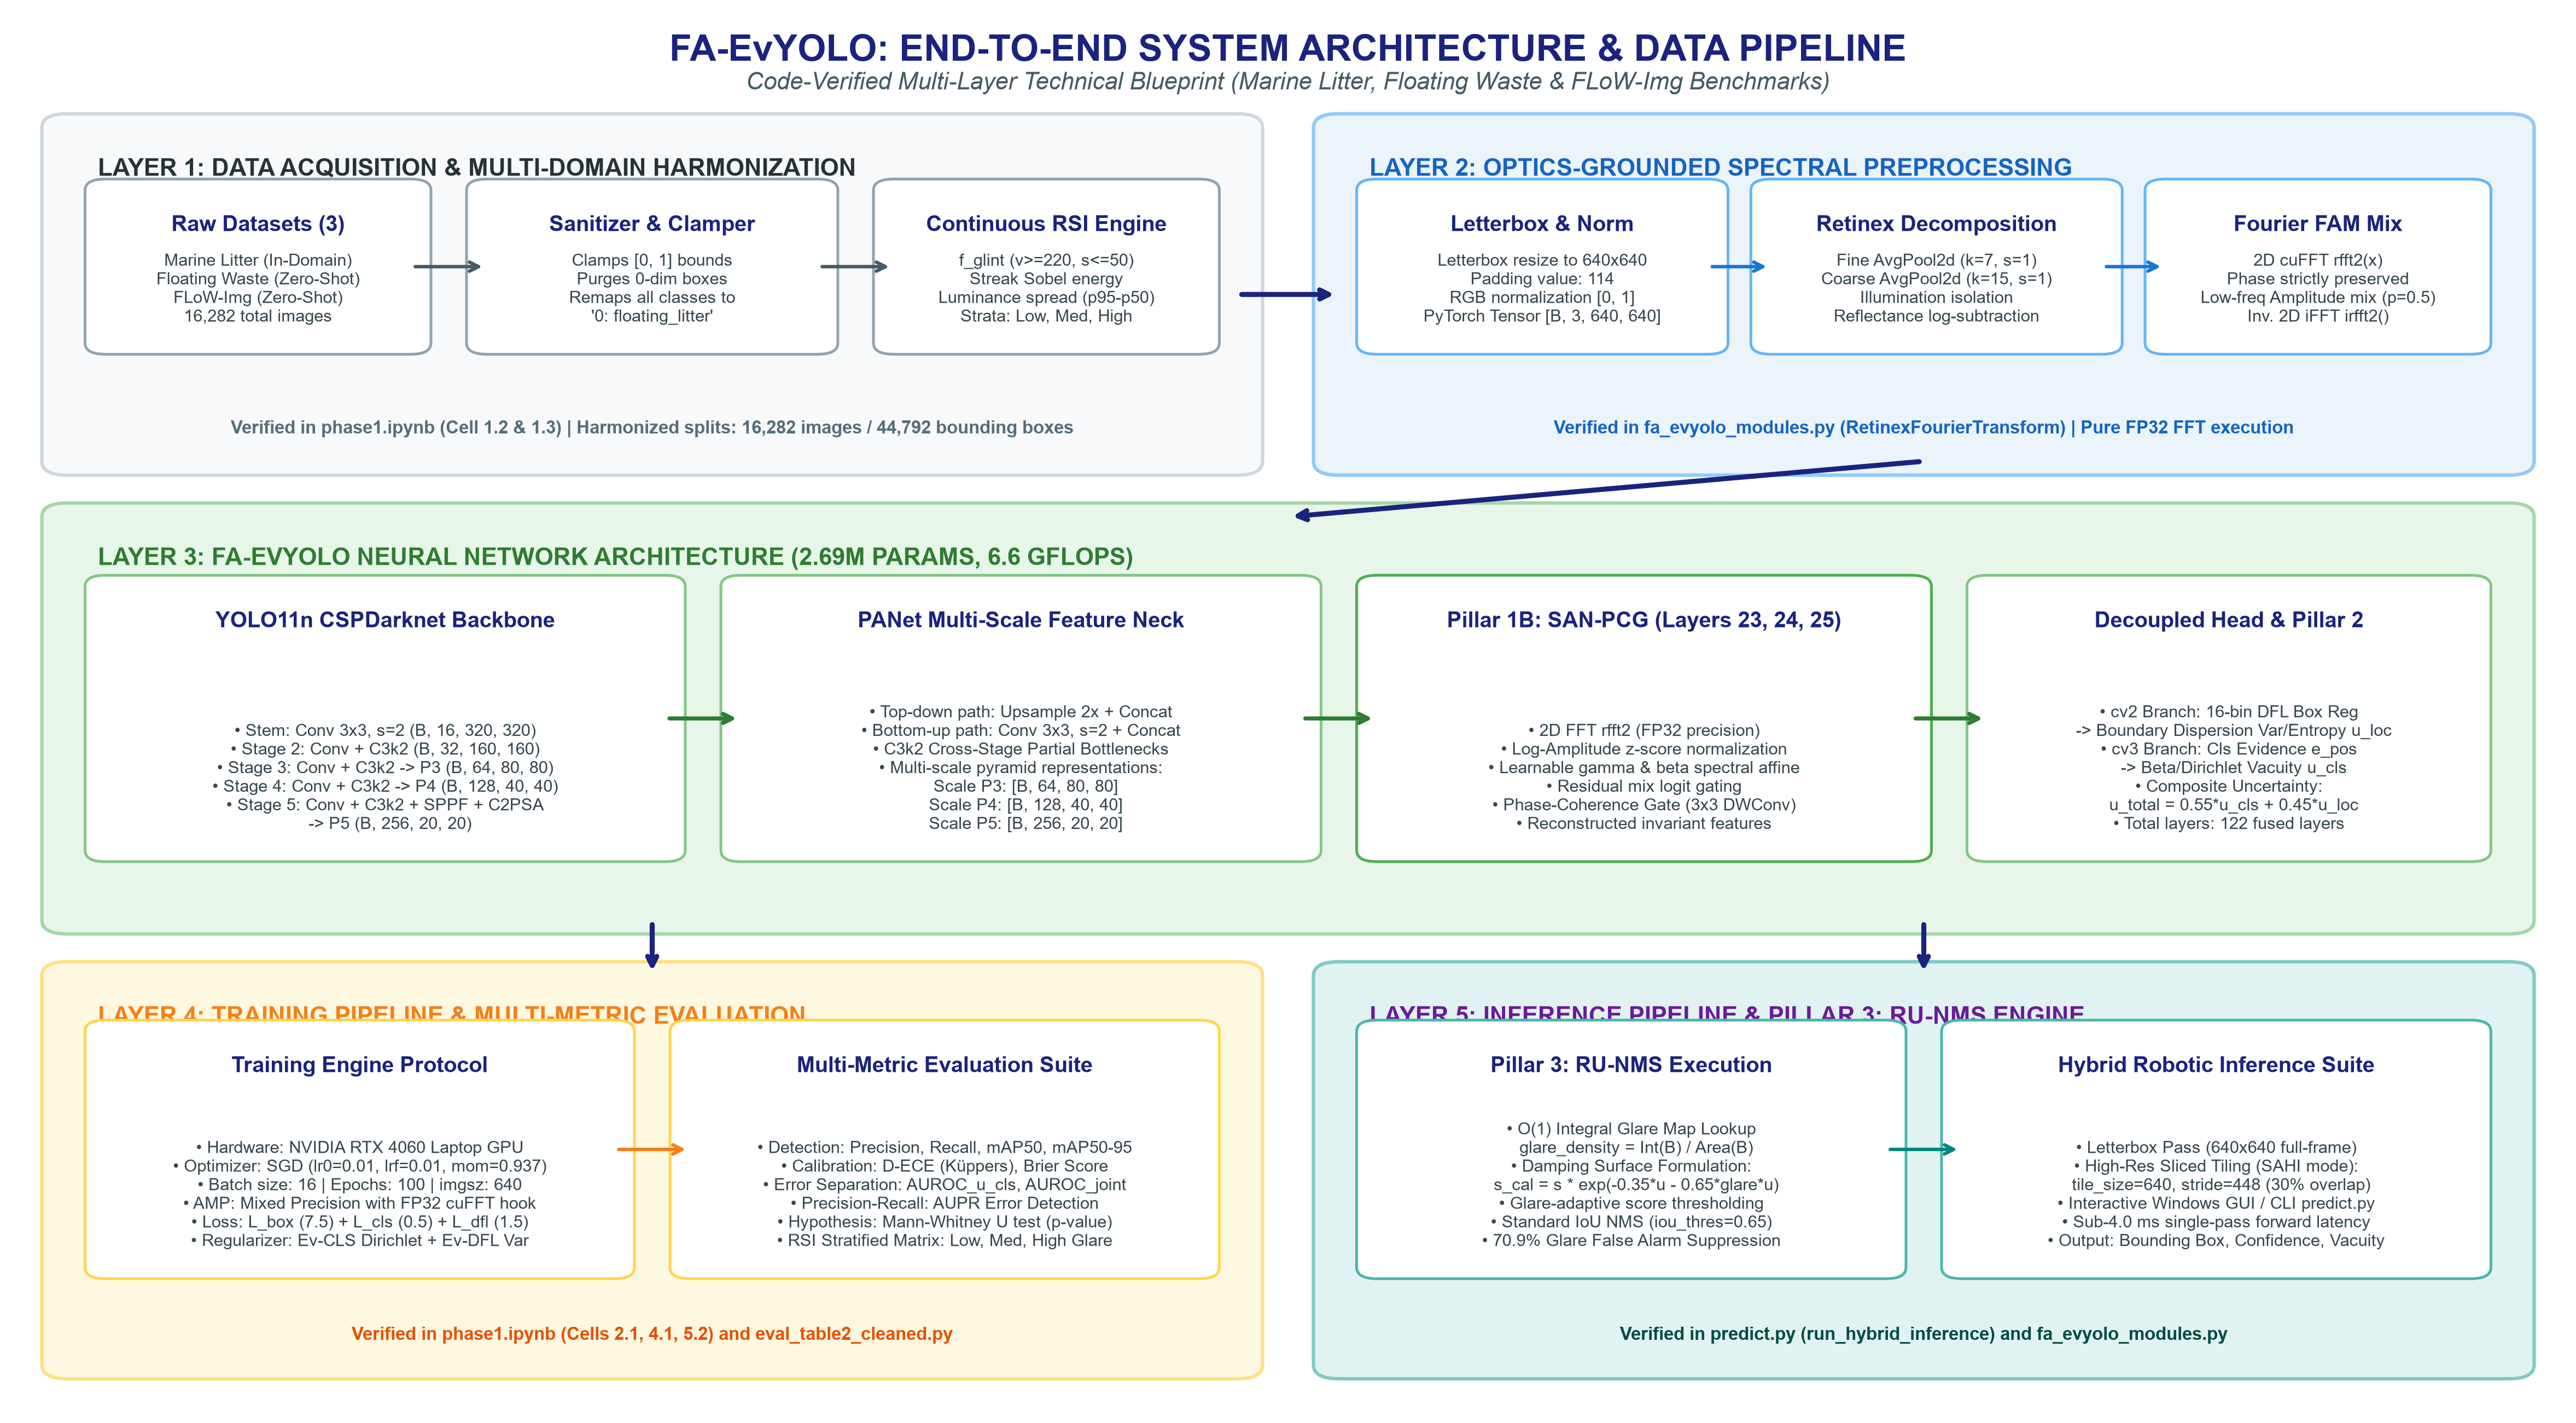 FA-EvYOLO: END-TO-END SYSTEM ARCHITECTURE & DATA PIPELINE
Code-Verified Multi-Layer Technical Blueprint (Marine Litter, Floating Waste & FLoW-Img Benchmarks)
LAYER 1: DATA ACQUISITION & MULTI-DOMAIN HARMONIZATION
Raw Datasets (3)
Marine Litter (In-Domain)
Floating Waste (Zero-Shot)
FLoW-Img (Zero-Shot)
16,282 total images
Sanitizer & Clamper
Clamps [0, 1] bounds
Purges 0-dim boxes
Remaps all classes to
'0: floating_litter'
Continuous RSI Engine
f_glint (v>=220, s<=50)
Streak Sobel energy
Luminance spread (p95-p50)
Strata: Low, Med, High
Verified in phase1.ipynb (Cell 1.2 & 1.3) | Harmonized splits: 16,282 images / 44,792 bounding boxes
LAYER 2: OPTICS-GROUNDED SPECTRAL PREPROCESSING
Letterbox & Norm
Letterbox resize to 640x640
Padding value: 114
RGB normalization [0, 1]
PyTorch Tensor [B, 3, 640, 640]
Retinex Decomposition
Fine AvgPool2d (k=7, s=1)
Coarse AvgPool2d (k=15, s=1)
Illumination isolation
Reflectance log-subtraction
Fourier FAM Mix
2D cuFFT rfft2(x)
Phase strictly preserved
Low-freq Amplitude mix (p=0.5)
Inv. 2D iFFT irfft2()
Verified in fa_evyolo_modules.py (RetinexFourierTransform) | Pure FP32 FFT execution
LAYER 3: FA-EVYOLO NEURAL NETWORK ARCHITECTURE (2.69M PARAMS, 6.6 GFLOPS)
YOLO11n CSPDarknet Backbone
• Stem: Conv 3x3, s=2 (B, 16, 320, 320)
• Stage 2: Conv + C3k2 (B, 32, 160, 160)
• Stage 3: Conv + C3k2 -> P3 (B, 64, 80, 80)
• Stage 4: Conv + C3k2 -> P4 (B, 128, 40, 40)
• Stage 5: Conv + C3k2 + SPPF + C2PSA
-> P5 (B, 256, 20, 20)
PANet Multi-Scale Feature Neck
• Top-down path: Upsample 2x + Concat
• Bottom-up path: Conv 3x3, s=2 + Concat
• C3k2 Cross-Stage Partial Bottlenecks
• Multi-scale pyramid representations:
Scale P3: [B, 64, 80, 80]
Scale P4: [B, 128, 40, 40]
Scale P5: [B, 256, 20, 20]
Pillar 1B: SAN-PCG (Layers 23, 24, 25)
• 2D FFT rfft2 (FP32 precision)
• Log-Amplitude z-score normalization
• Learnable gamma & beta spectral affine
• Residual mix logit gating
• Phase-Coherence Gate (3x3 DWConv)
• Reconstructed invariant features
Decoupled Head & Pillar 2
• cv2 Branch: 16-bin DFL Box Reg
-> Boundary Dispersion Var/Entropy u_loc
• cv3 Branch: Cls Evidence e_pos
-> Beta/Dirichlet Vacuity u_cls
• Composite Uncertainty:
u_total = 0.55*u_cls + 0.45*u_loc
• Total layers: 122 fused layers
LAYER 4: TRAINING PIPELINE & MULTI-METRIC EVALUATION
Training Engine Protocol
• Hardware: NVIDIA RTX 4060 Laptop GPU
• Optimizer: SGD (lr0=0.01, lrf=0.01, mom=0.937)
• Batch size: 16 | Epochs: 100 | imgsz: 640
• AMP: Mixed Precision with FP32 cuFFT hook
• Loss: L_box (7.5) + L_cls (0.5) + L_dfl (1.5)
• Regularizer: Ev-CLS Dirichlet + Ev-DFL Var
Multi-Metric Evaluation Suite
• Detection: Precision, Recall, mAP50, mAP50-95
• Calibration: D-ECE (Küppers), Brier Score
• Error Separation: AUROC_u_cls, AUROC_joint
• Precision-Recall: AUPR Error Detection
• Hypothesis: Mann-Whitney U test (p-value)
• RSI Stratified Matrix: Low, Med, High Glare
Verified in phase1.ipynb (Cells 2.1, 4.1, 5.2) and eval_table2_cleaned.py
LAYER 5: INFERENCE PIPELINE & PILLAR 3: RU-NMS ENGINE
Pillar 3: RU-NMS Execution
• O(1) Integral Glare Map Lookup
glare_density = Int(B) / Area(B)
• Damping Surface Formulation:
s_cal = s * exp(-0.35*u - 0.65*glare*u)
• Glare-adaptive score thresholding
• Standard IoU NMS (iou_thres=0.65)
• 70.9% Glare False Alarm Suppression
Hybrid Robotic Inference Suite
• Letterbox Pass (640x640 full-frame)
• High-Res Sliced Tiling (SAHI mode):
tile_size=640, stride=448 (30% overlap)
• Interactive Windows GUI / CLI predict.py
• Sub-4.0 ms single-pass forward latency
• Output: Bounding Box, Confidence, Vacuity
Verified in predict.py (run_hybrid_inference) and fa_evyolo_modules.py